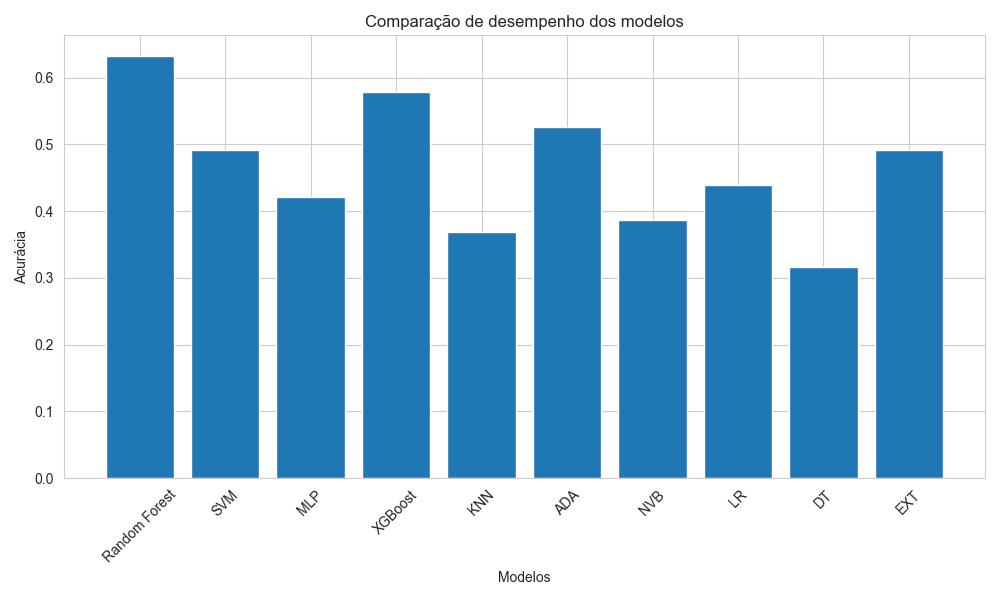 Comparação de desempenho dos modelos
Acurácia
0.6
0.5
0.4
0.3
0.2
0.1
0.0
Random Forest
SVM
MLP
XGBoost
KNN
ADA
NVB
LR
DT
EXT
Modelos